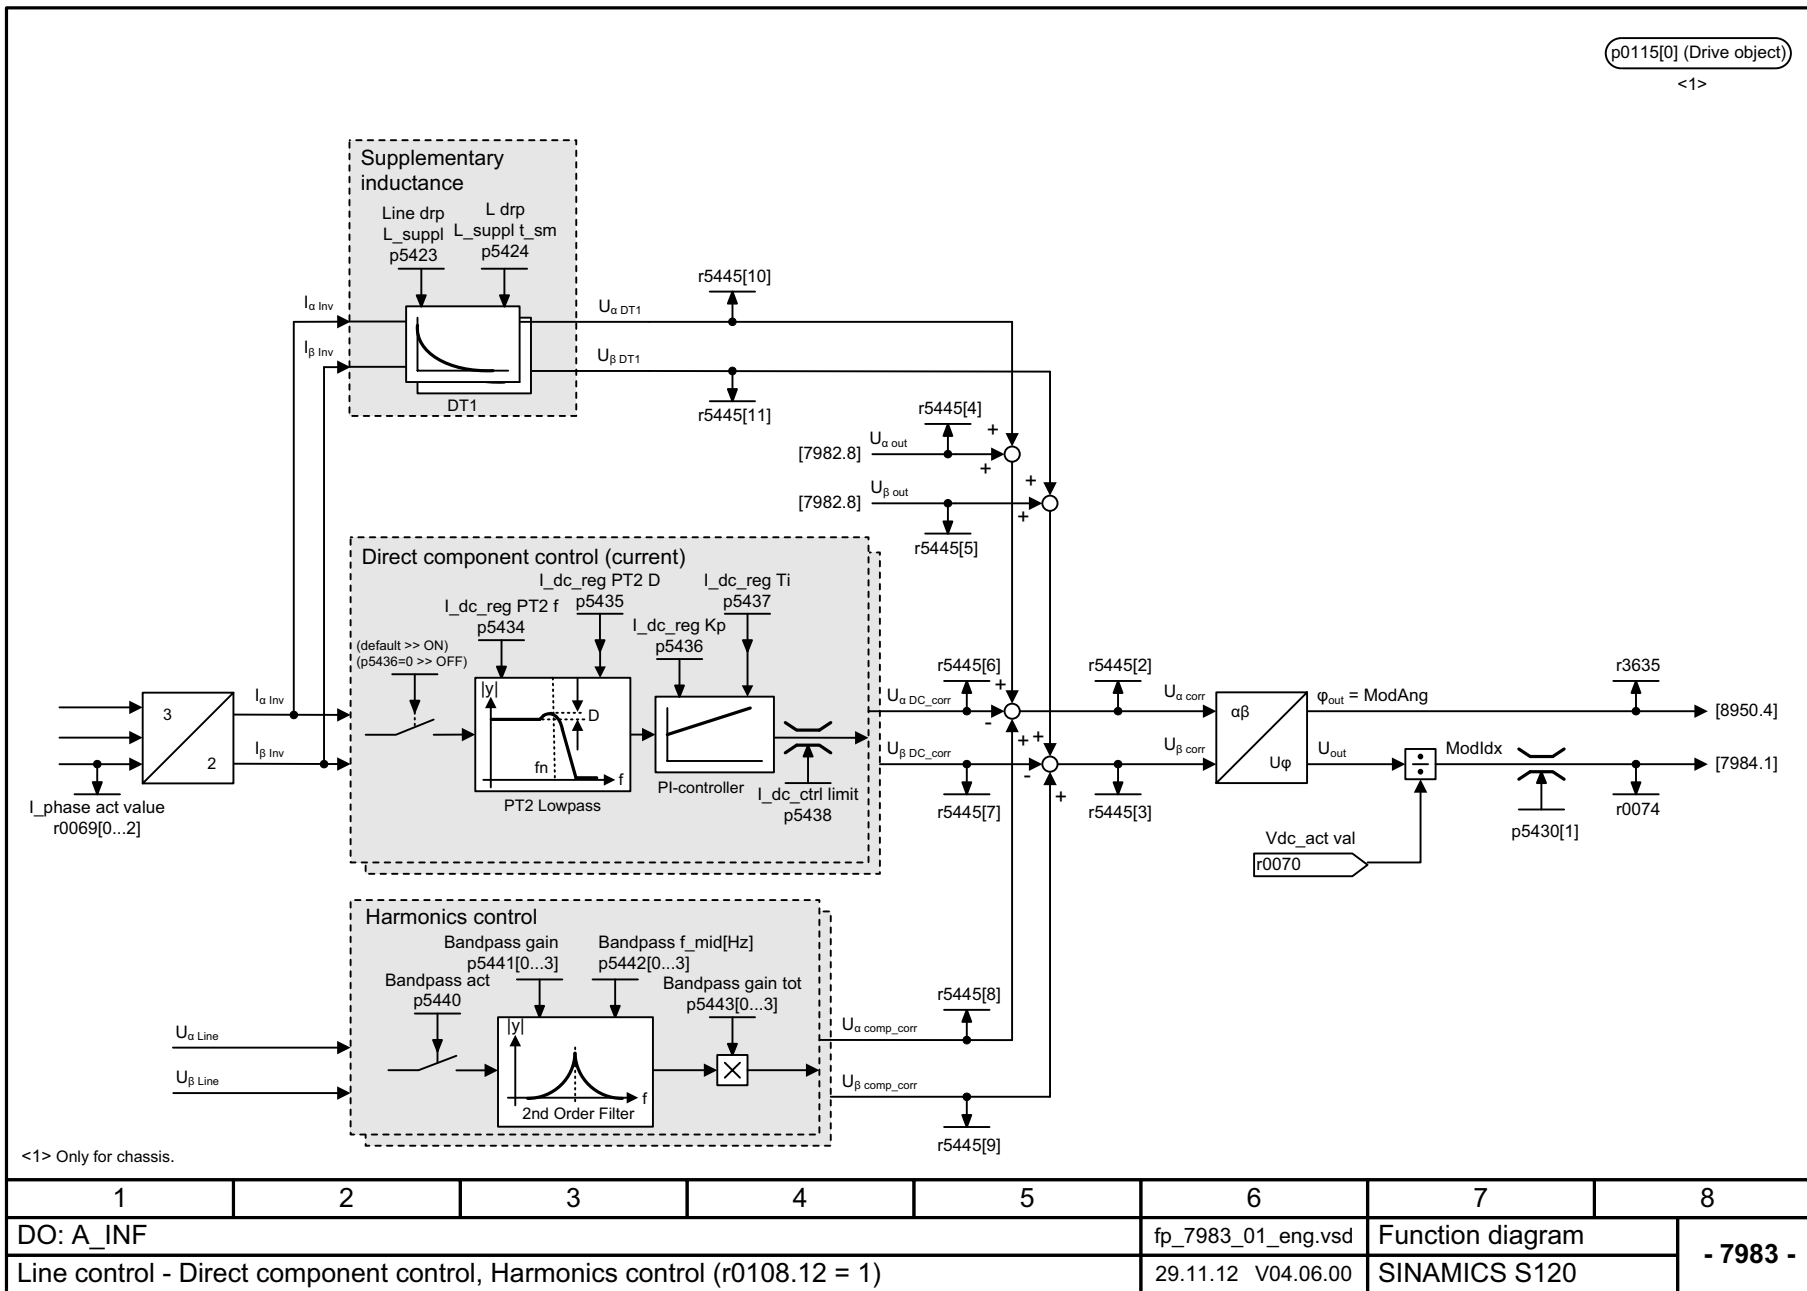 p0115[0] (Drive object)
<1>
Supplementary
inductance
Line drp
L_suppl
p5423
L drp
L_suppl t_sm
p5424
r5445[10]
Iα Inv
Uα DT1
Iβ Inv
Uβ DT1
DT1
r5445[11]
r5445[4]
[7982.8]
Uα out
+
+
[7982.8]
Uβ out
+
+
r5445[5]
Direct component control (current)
I_dc_reg PT2 D
p5435
I_dc_reg Ti
p5437
I_dc_reg PT2 f
p5434
I_dc_reg Kp
p5436
(default >> ON)
(p5436=0 >> OFF)
|y|
D
fn
f
PT2 Lowpass
PI-controller
I_dc_ctrl limit
p5438
3
2
Iα Inv
Iβ Inv
I_phase act value
r0069[0...2]
r5445[6]
Uα DC_corr
+
-
+
Uβ DC_corr
+
-
+
r5445[7]
r5445[2]
r5445[3]
Uα corr
Uβ corr
αβ
Uφ
φout = ModAng
r3635
[8950.4]
Uout
÷
ModIdx
[7984.1]
r0074
p5430[1]
Vdc_act val
r0070
Harmonics control
Bandpass gain
p5441[0...3]
Bandpass f_mid[Hz]
p5442[0...3]
Bandpass act
p5440
Bandpass gain tot
p5443[0...3]
|y|
f
2nd Order Filter
×
Uα Line
Uβ Line
r5445[8]
Uα comp_corr
Uβ comp_corr
r5445[9]
<1> Only for chassis.
1 2 3 4 5 6 7 8
DO: A_INF
fp_7983_01_eng.vsd
Function diagram
- 7983 -
Line control - Direct component control, Harmonics control (r0108.12 = 1)
29.11.12 V04.06.00
SINAMICS S120